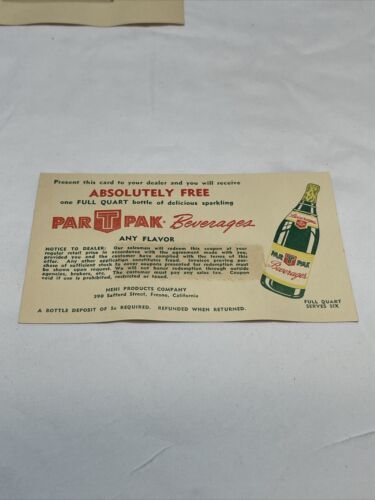 Present this card to your dealer and you will receive
ABSOLUTELY FREE
one FULL QUART bottle of delicious sparkling
PAR T PAK Beverages
ANY FLAVOR
NOTICE TO DEALER: Our salesman will redeem this coupon at your
regular retail price in accordance with the agreement made with you,
provided you and the customer have complied with the terms of this
offer. Any other application constitutes fraud. Invoices proving pur-
chase of sufficient stock to cover coupons presented for redemption must
be shown upon request. We will not honor redemption through outside
agencies, brokers, etc. The customer must pay any sales tax. Coupon
void if use is prohibited, restricted or taxed.
NEHI PRODUCTS COMPANY
Safford Street, Fresno, California
A BOTTLE DEPOSIT OF 5c REQUIRED. REFUNDED WHEN RETURNED.
PAR T PAK
Beverages
FULL QUART
SERVES SIX